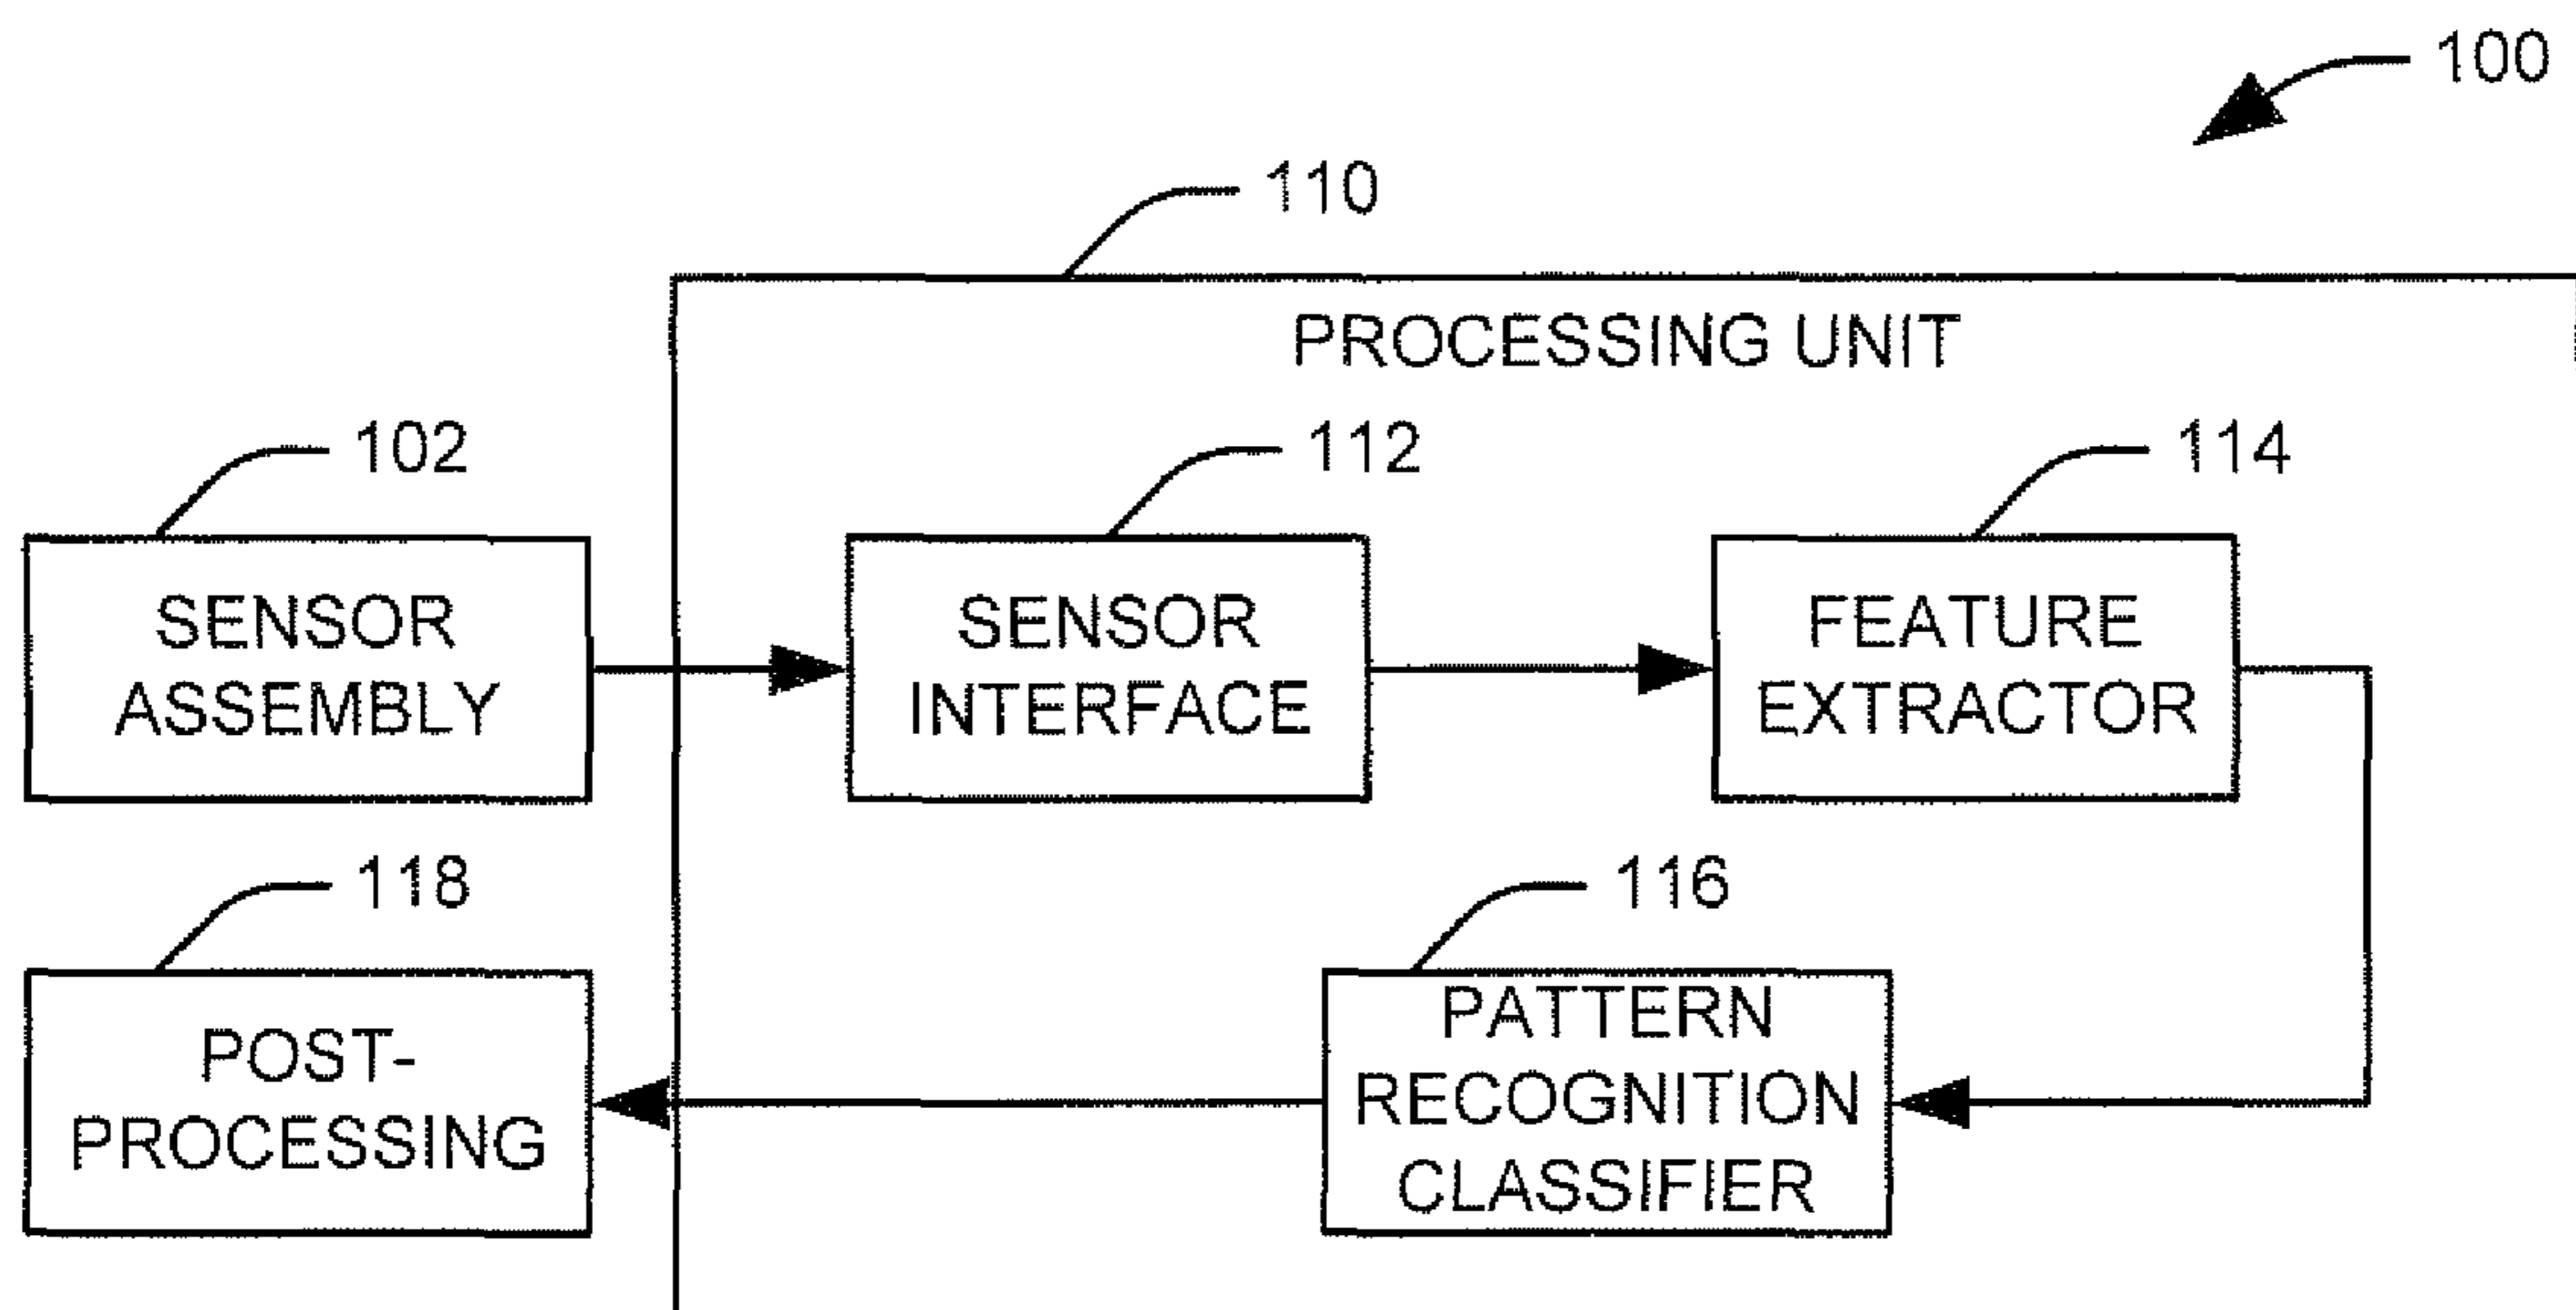 100
110
PROCESSING UNIT
102
112
114
SENSOR
ASSEMBLY
SENSOR
INTERFACE
FEATURE
EXTRACTOR
118
116
POST-
PROCESSING
PATTERN
RECOGNITION
CLASSIFIER